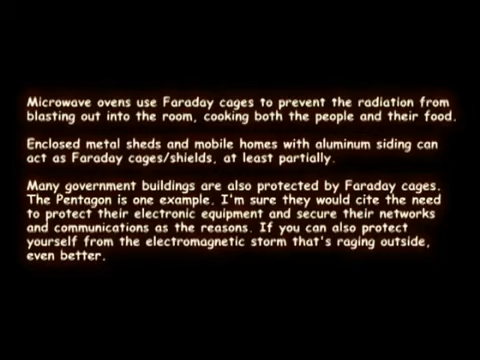 Microwave ovens use Faraday cages to prevent the radiation from
blasting out into the room, cooking both the people and their food.
Enclosed metal sheds and mobile homes with aluminum siding can
act as Faraday cages/shields, at least partially.
Many government buildings are also protected by Faraday cages.
The Pentagon is one example. I'm sure they would cite the need
to protect their electronic equipment and secure their networks
and communications as the reasons. If you can also protect
yourself from the electromagnetic storm that's raging outside,
even better.